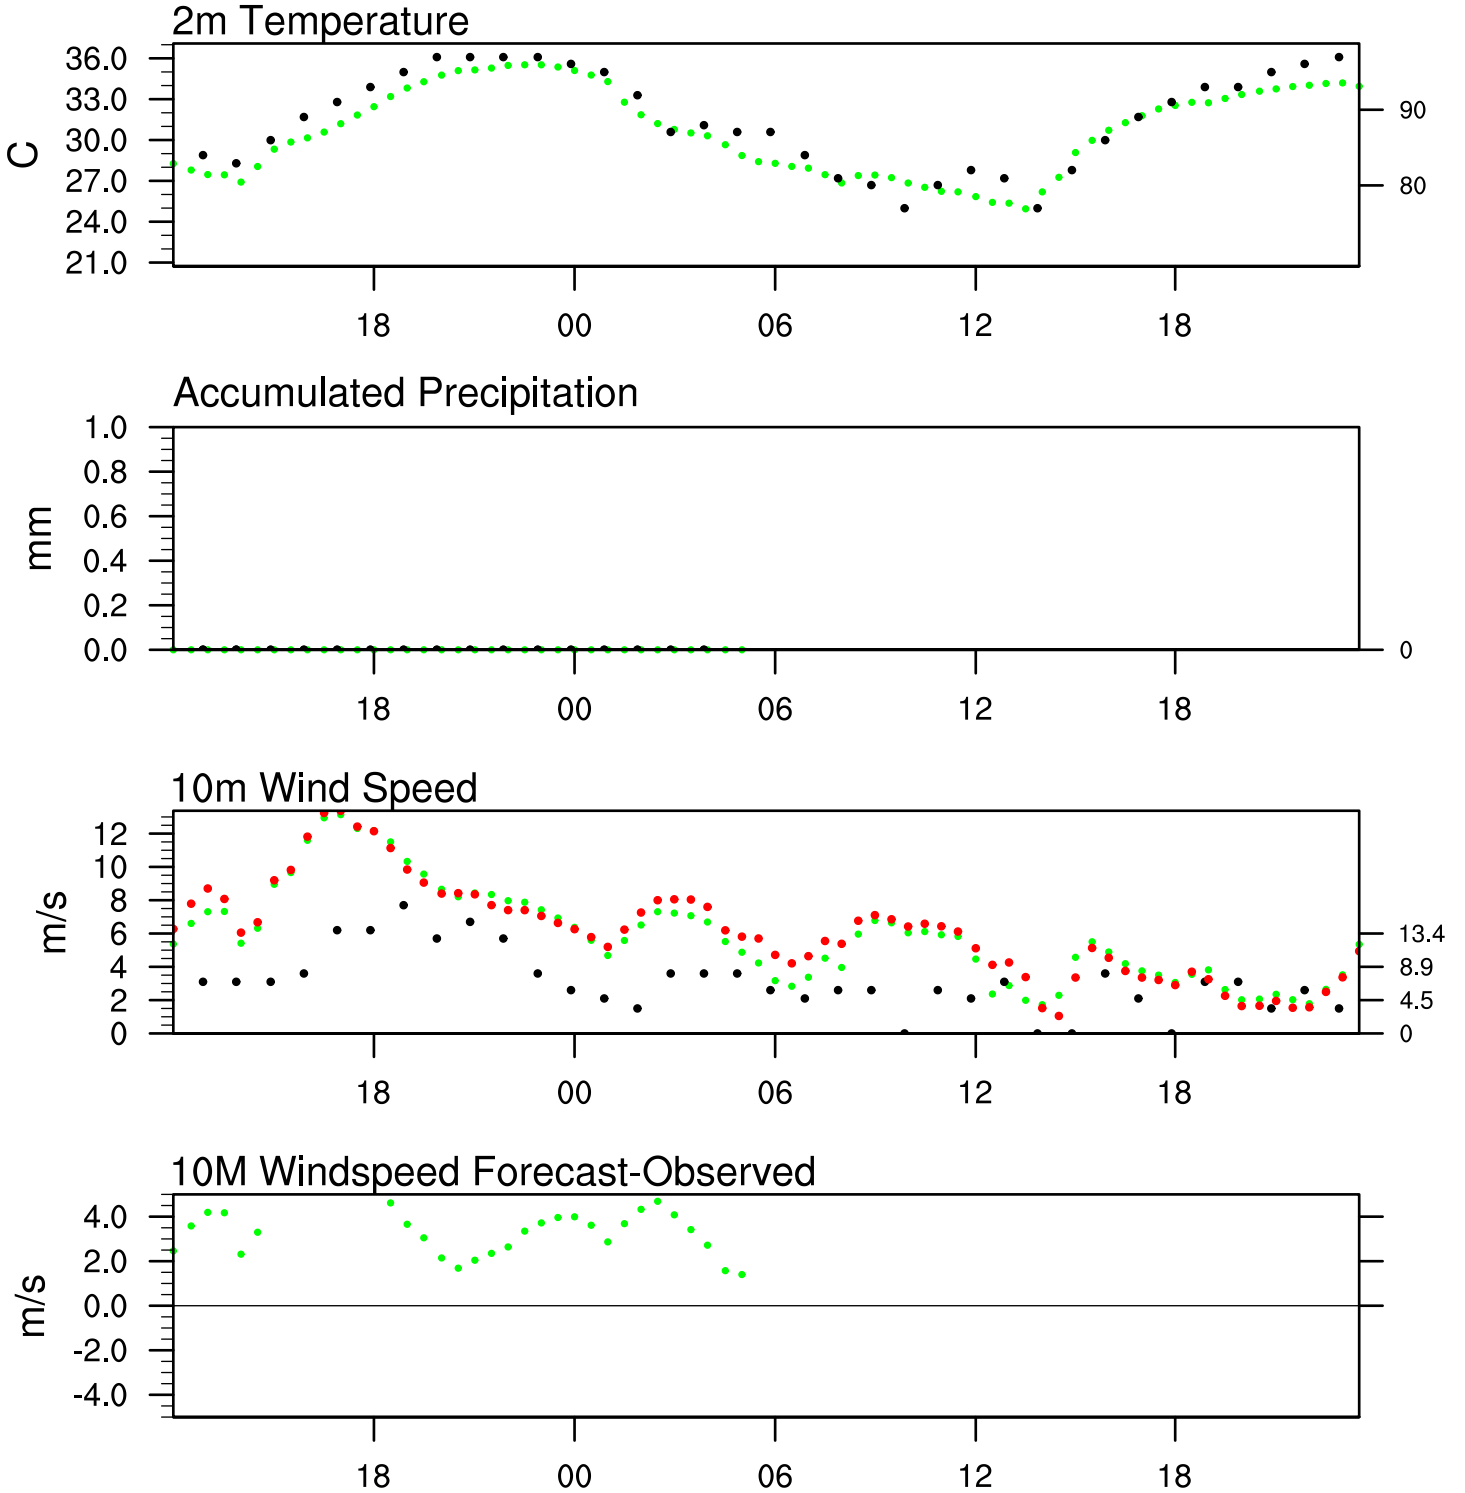 2m Temperature
36.0
33.0
30.0
27.0
24.0
21.0
C
90
80
18 00 06 12 18
Accumulated Precipitation
1.0
0.8
0.6
0.4
0.2
0.0
mm
0
18 00 06 12 18
10m Wind Speed
12
10
8
6
4
2
0
m/s
13.4
8.9
4.5
0
18 00 06 12 18
10M Windspeed Forecast-Observed
4.0
2.0
0.0
-2.0
-4.0
m/s
18 00 06 12 18